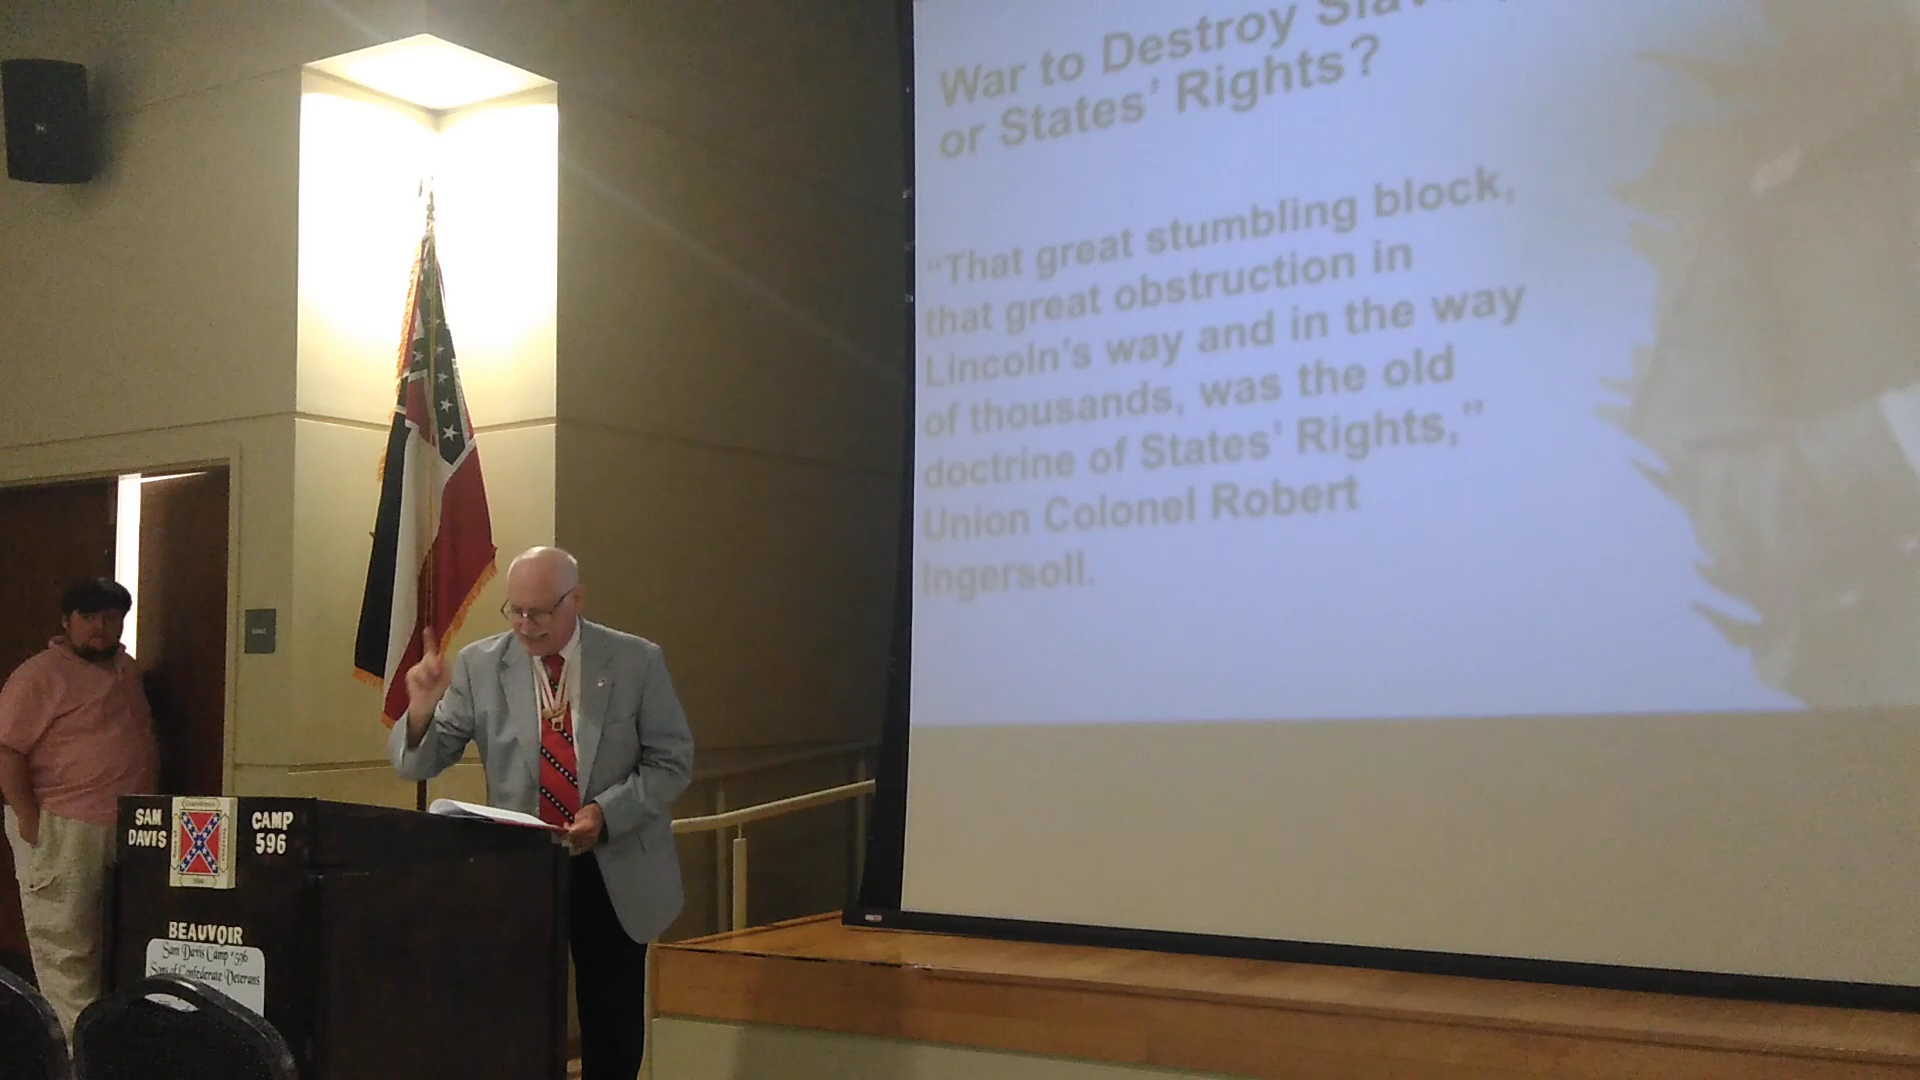 War to Destroy
or States' Rights?
"That great stumbling block,
that great obstruction in
Lincoln's way and in the way
of thousands, was the old
doctrine of States' Rights,"
Union Colonel Robert
Ingersoll.
SAM
DAVIS
CAMP
596
BEAUVOIR
Sam Davis Camp #596
Sons of Confederate Veterans